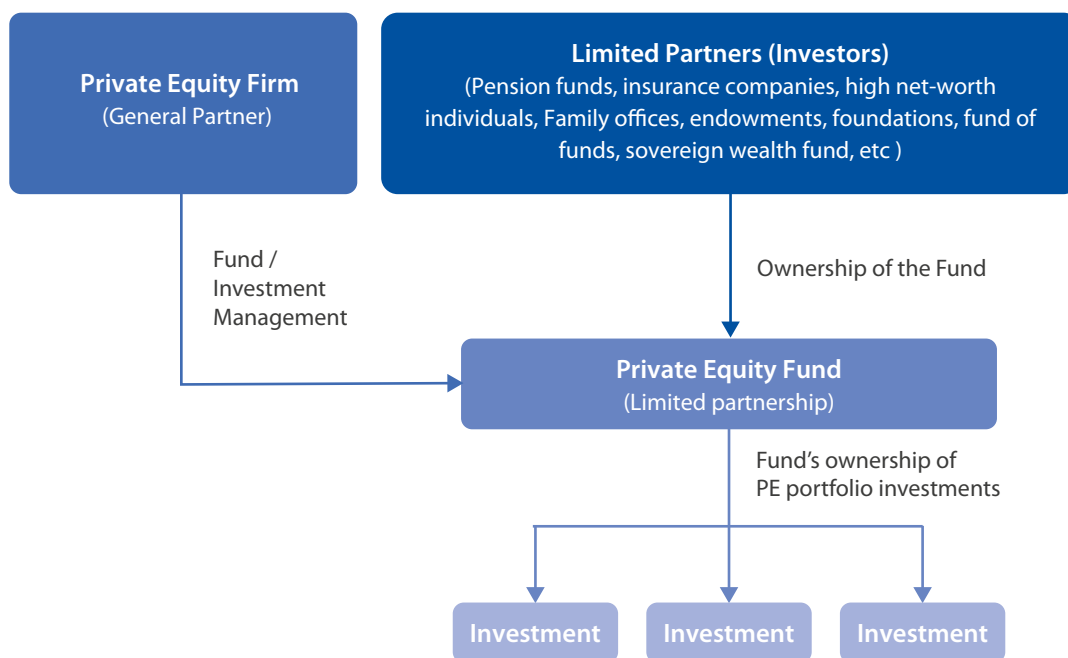 Private Equity Firm
(General Partner)
Limited Partners (Investors)
(Pension funds, insurance companies, high net-worth
individuals, Family offices, endowments, foundations, fund of
funds, sovereign wealth fund, etc )
Fund /
Investment
Management
Ownership of the Fund
Private Equity Fund
(Limited partnership)
Fund’s ownership of
PE portfolio investments
Investment
Investment
Investment